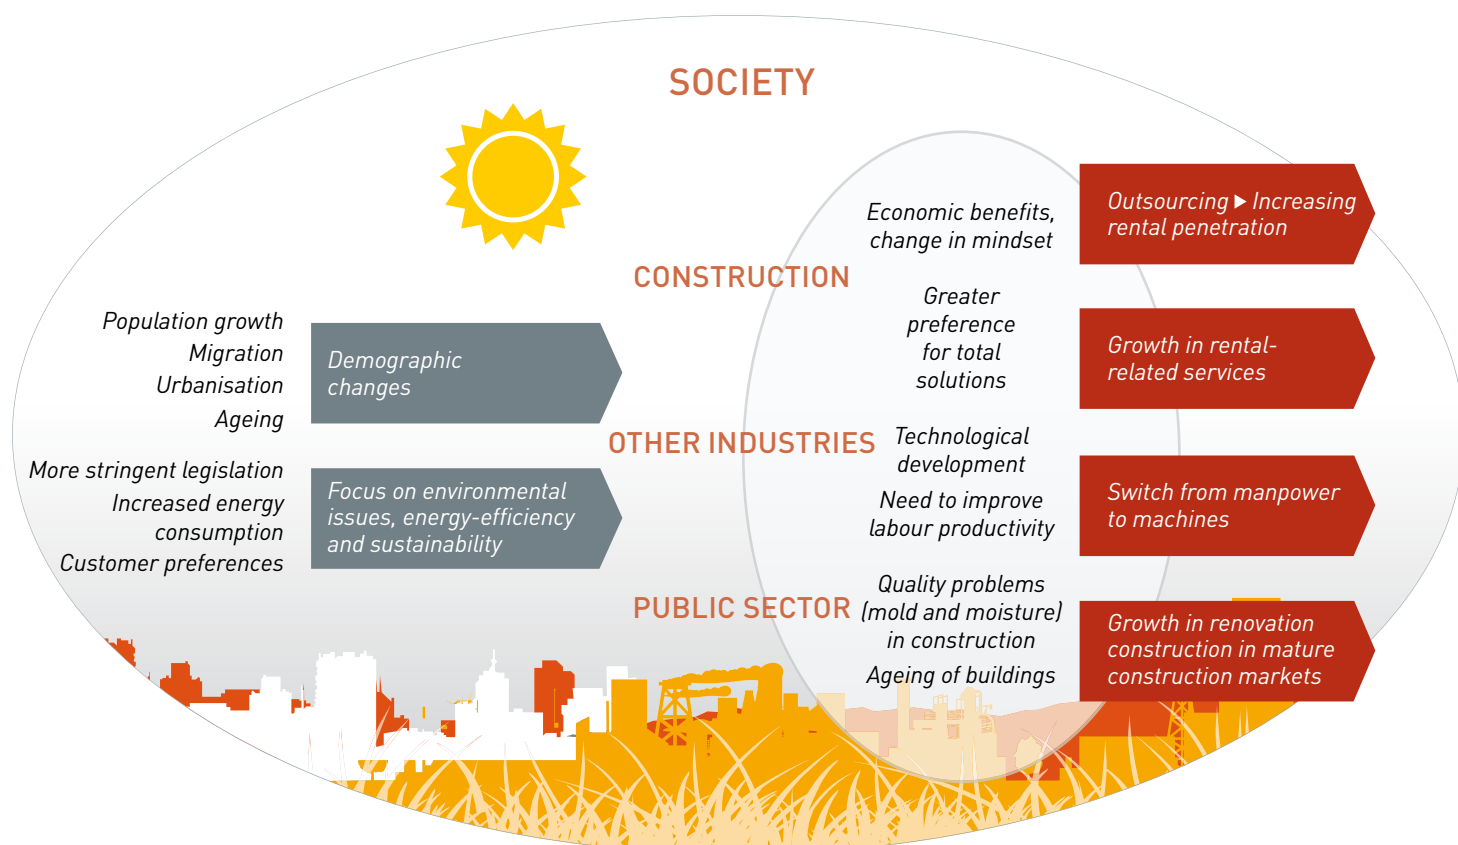 SOCIETY
Population growth
Migration
Urbanisation
Ageing
Demographic
changes
More stringent legislation
Increased energy
consumption
Customer preferences
Focus on environmental
issues, energy-efficiency
and sustainability
CONSTRUCTION
OTHER INDUSTRIES
PUBLIC SECTOR
Economic benefits,
change in mindset
Outsourcing ▶ Increasing
rental penetration
Greater
preference
for total
solutions
Growth in rental-
related services
Technological
development
Need to improve
labour productivity
Switch from manpower
to machines
Quality problems
(mold and moisture)
in construction
Ageing of buildings
Growth in renovation
construction in mature
construction markets